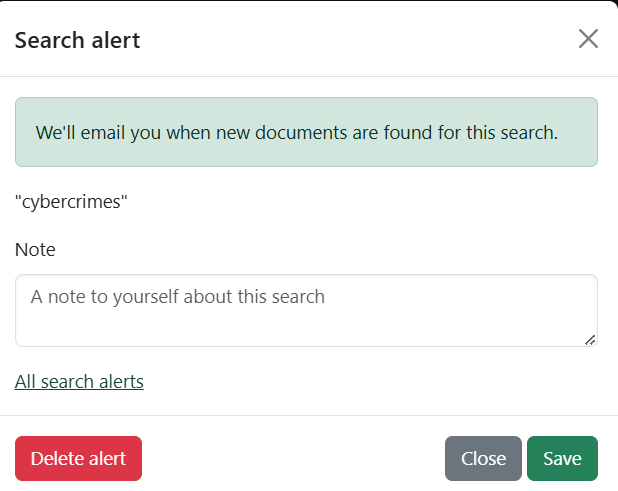 Search alert
We'll email you when new documents are found for this search.
"cybercrimes"
Note
A note to yourself about this search
All search alerts
Delete alert
Close
Save